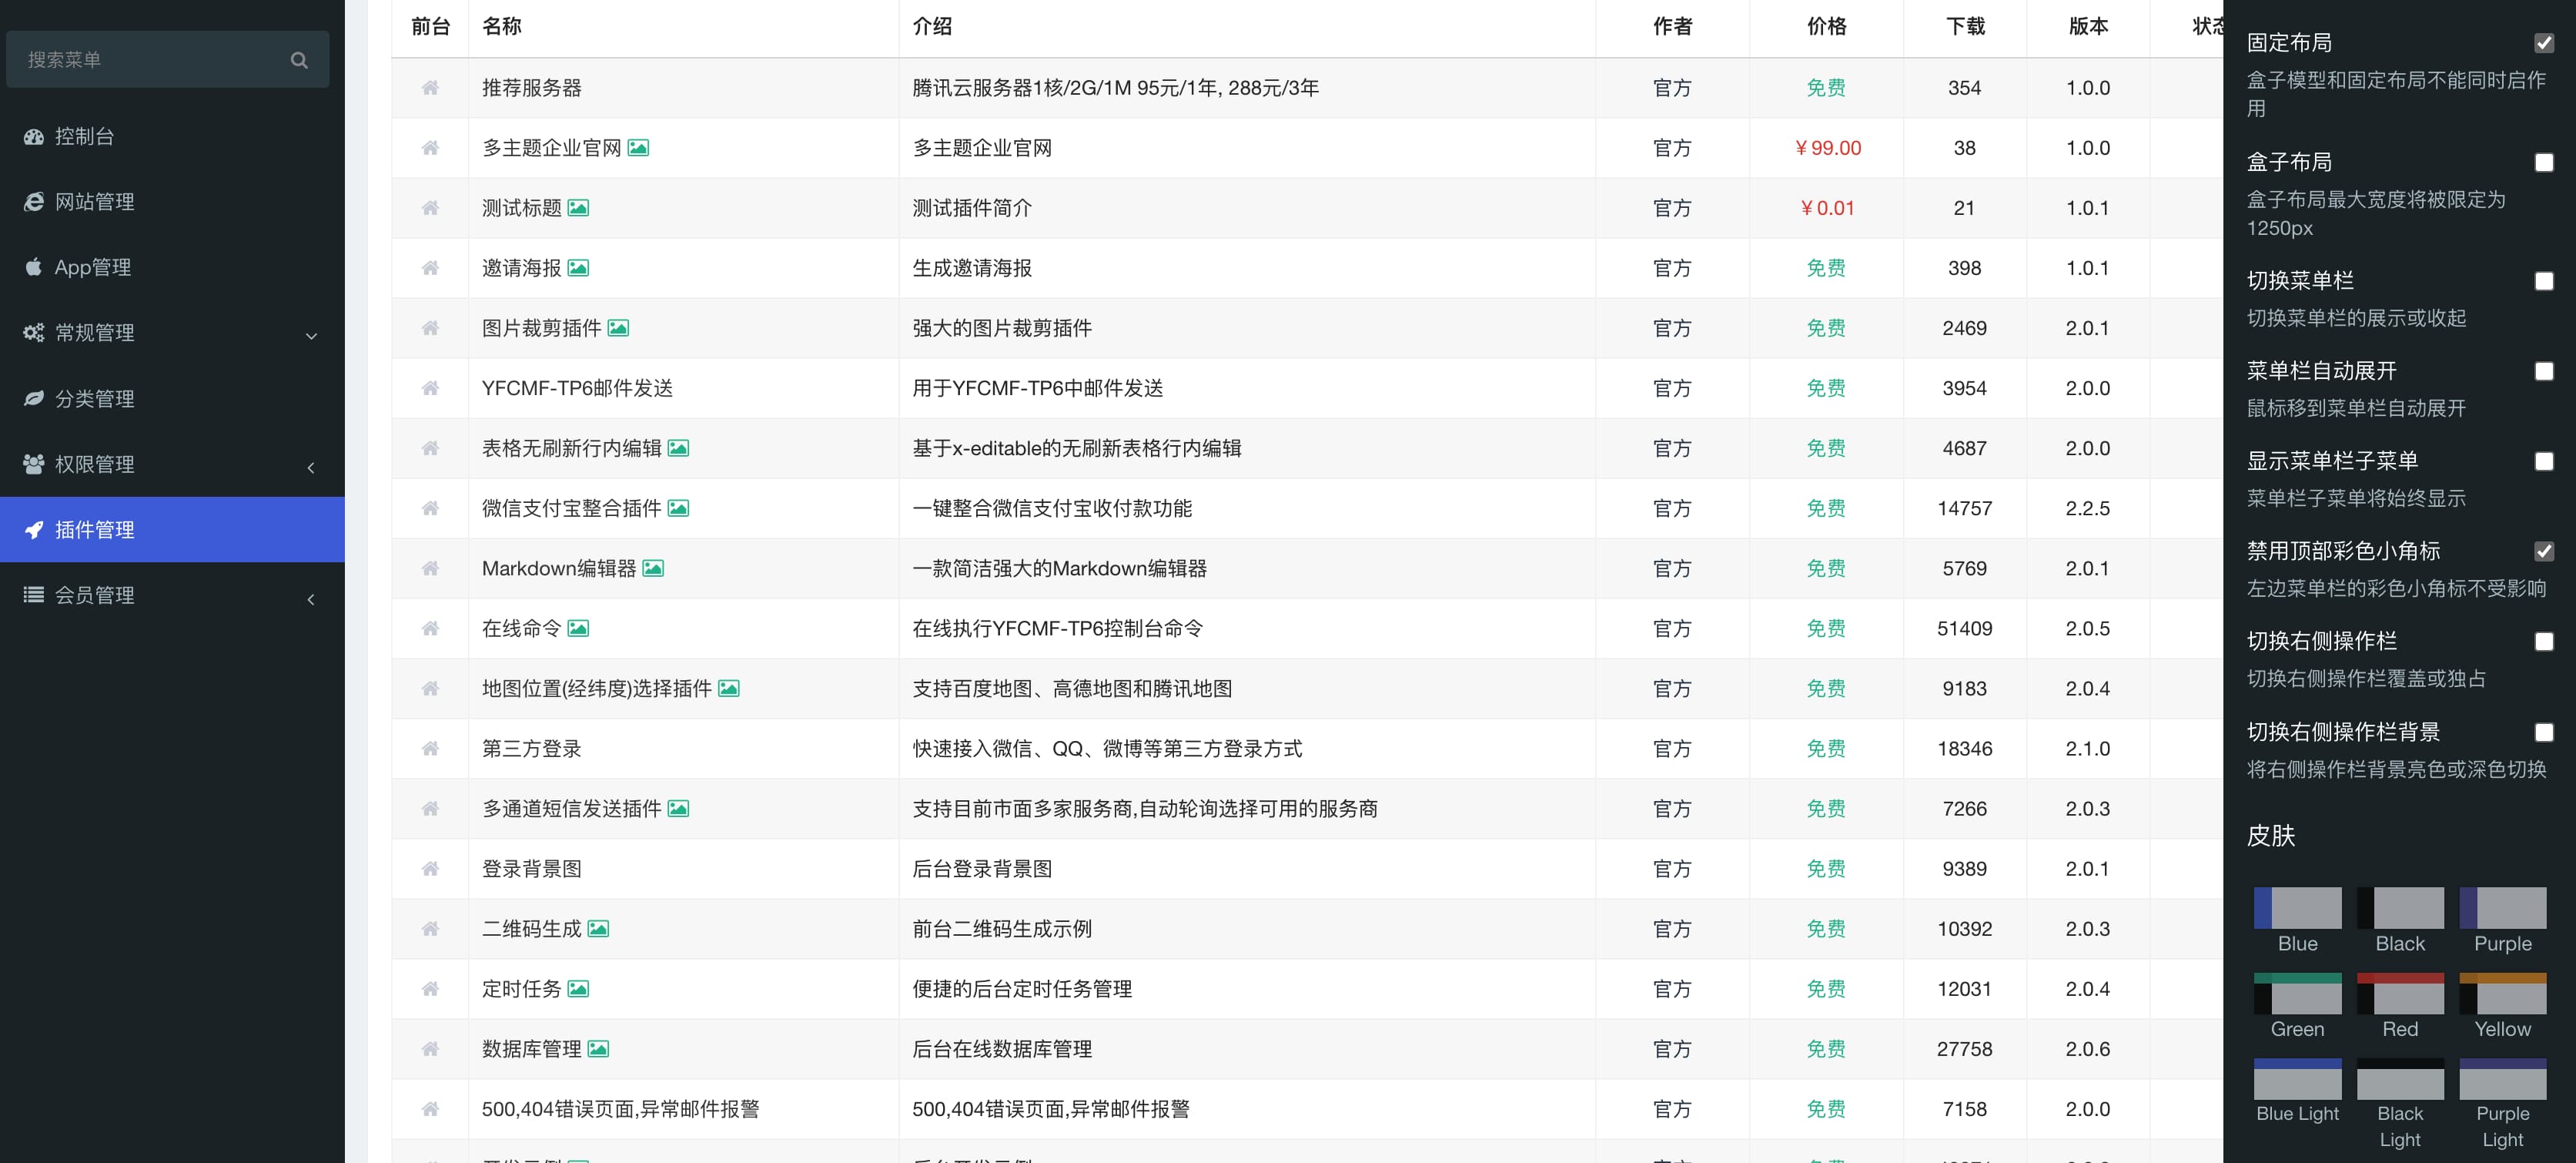 搜索菜单
控制台
网站管理
App管理
常规管理
分类管理
权限管理
插件管理
会员管理
前台 名称 介绍 作者 价格 下载 版本
推荐服务器 腾讯云服务器1核/2G/1M 95元/1年, 288元/3年 官方 免费 354 1.0.0
多主题企业官网 多主题企业官网 官方 ¥99.00 38 1.0.0
测试标题 测试插件简介 官方 ¥0.01 21 1.0.1
邀请海报 生成邀请海报 官方 免费 398 1.0.1
图片裁剪插件 强大的图片裁剪插件 官方 免费 2469 2.0.1
YFCMF-TP6邮件发送 用于YFCMF-TP6中邮件发送 官方 免费 3954 2.0.0
表格无刷新行内编辑 基于x-editable的无刷新表格行内编辑 官方 免费 4687 2.0.0
微信支付宝整合插件 一键整合微信支付宝收付款功能 官方 免费 14757 2.2.5
Markdown编辑器 一款简洁强大的Markdown编辑器 官方 免费 5769 2.0.1
在线命令 在线执行YFCMF-TP6控制台命令 官方 免费 51409 2.0.5
地图位置(经纬度)选择插件 支持百度地图、高德地图和腾讯地图 官方 免费 9183 2.0.4
第三方登录 快速接入微信、QQ、微博等第三方登录方式 官方 免费 18346 2.1.0
多通道短信发送插件 支持目前市面多家服务商,自动轮询选择可用的服务商 官方 免费 7266 2.0.3
登录背景图 后台登录背景图 官方 免费 9389 2.0.1
二维码生成 前台二维码生成示例 官方 免费 10392 2.0.3
定时任务 便捷的后台定时任务管理 官方 免费 12031 2.0.4
数据库管理 后台在线数据库管理 官方 免费 27758 2.0.6
500,404错误页面,异常邮件报警 500,404错误页面,异常邮件报警 官方 免费 7158 2.0.0
固定布局
盒子模型和固定布局不能同时启作
用
盒子布局
盒子布局最大宽度将被限定为
1250px
切换菜单栏
切换菜单栏的展示或收起
菜单栏自动展开
鼠标移到菜单栏自动展开
显示菜单栏子菜单
菜单栏子菜单将始终显示
禁用顶部彩色小角标
左边菜单栏的彩色小角标不受影响
切换右侧操作栏
切换右侧操作栏覆盖或独占
切换右侧操作栏背景
将右侧操作栏背景亮色或深色切换
皮肤
Blue Black Purple
Green Red Yellow
Blue Light Black Purple
Light Light